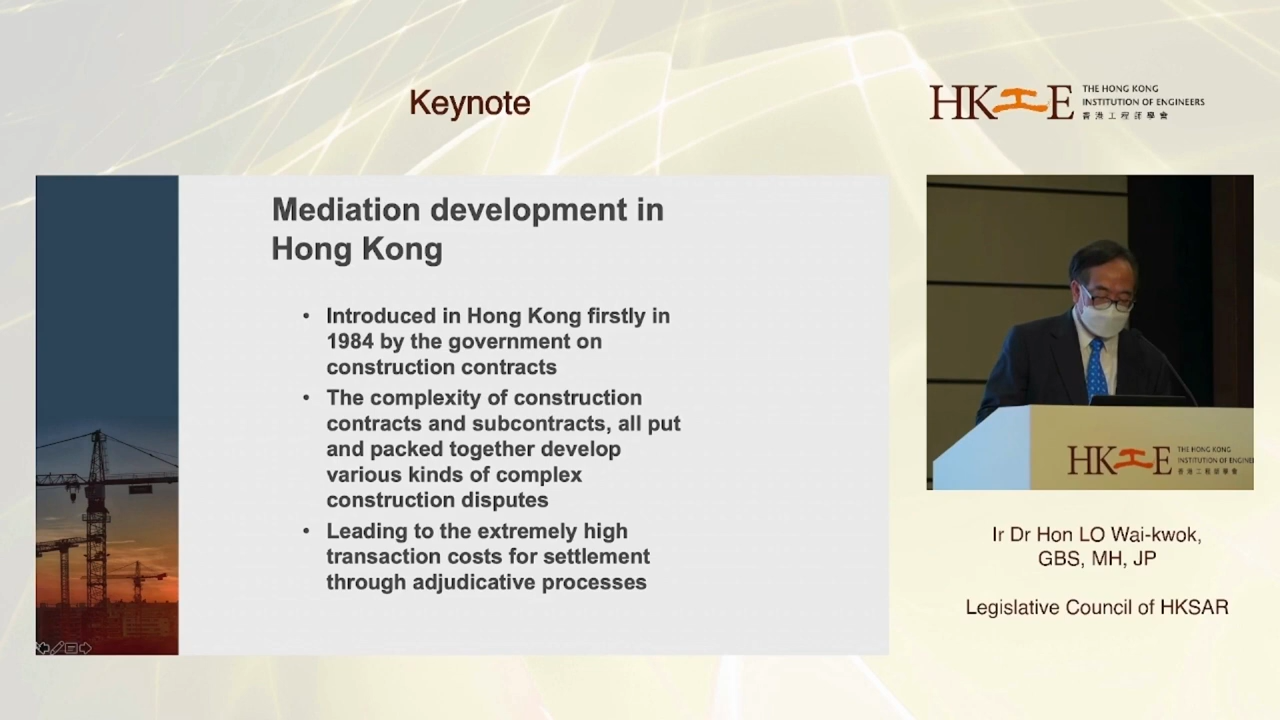 Keynote
HKIE
THE HONG KONG
INSTITUTION OF ENGINEERS
香港工程師學會
Mediation development in
Hong Kong
• Introduced in Hong Kong firstly in
1984 by the government on
construction contracts
• The complexity of construction
contracts and subcontracts, all put
and packed together develop
various kinds of complex
construction disputes
• Leading to the extremely high
transaction costs for settlement
through adjudicative processes
HKIE
THE HONG KONG
INSTITUTION OF ENGINE
香港工程師學會
Ir Dr Hon LO Wai-kwok,
GBS, MH, JP
Legislative Council of HKSAR